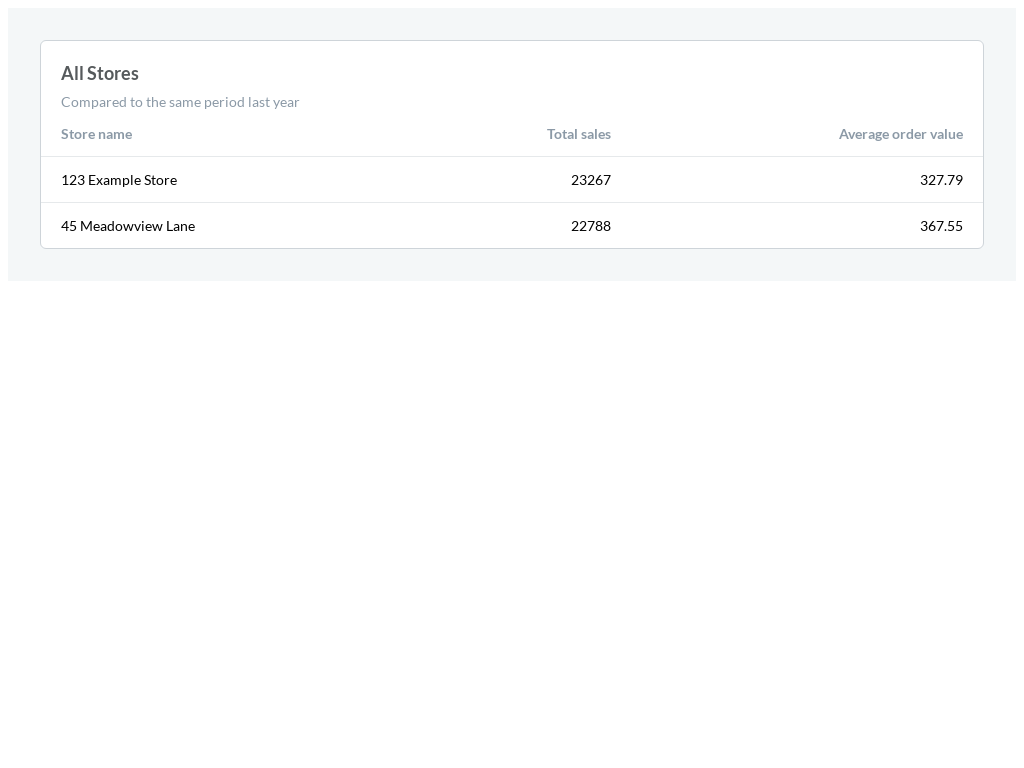 All Stores
Compared to the same period last year
Store name Total sales Average order value
123 Example Store 23267 327.79
45 Meadowview Lane 22788 367.55